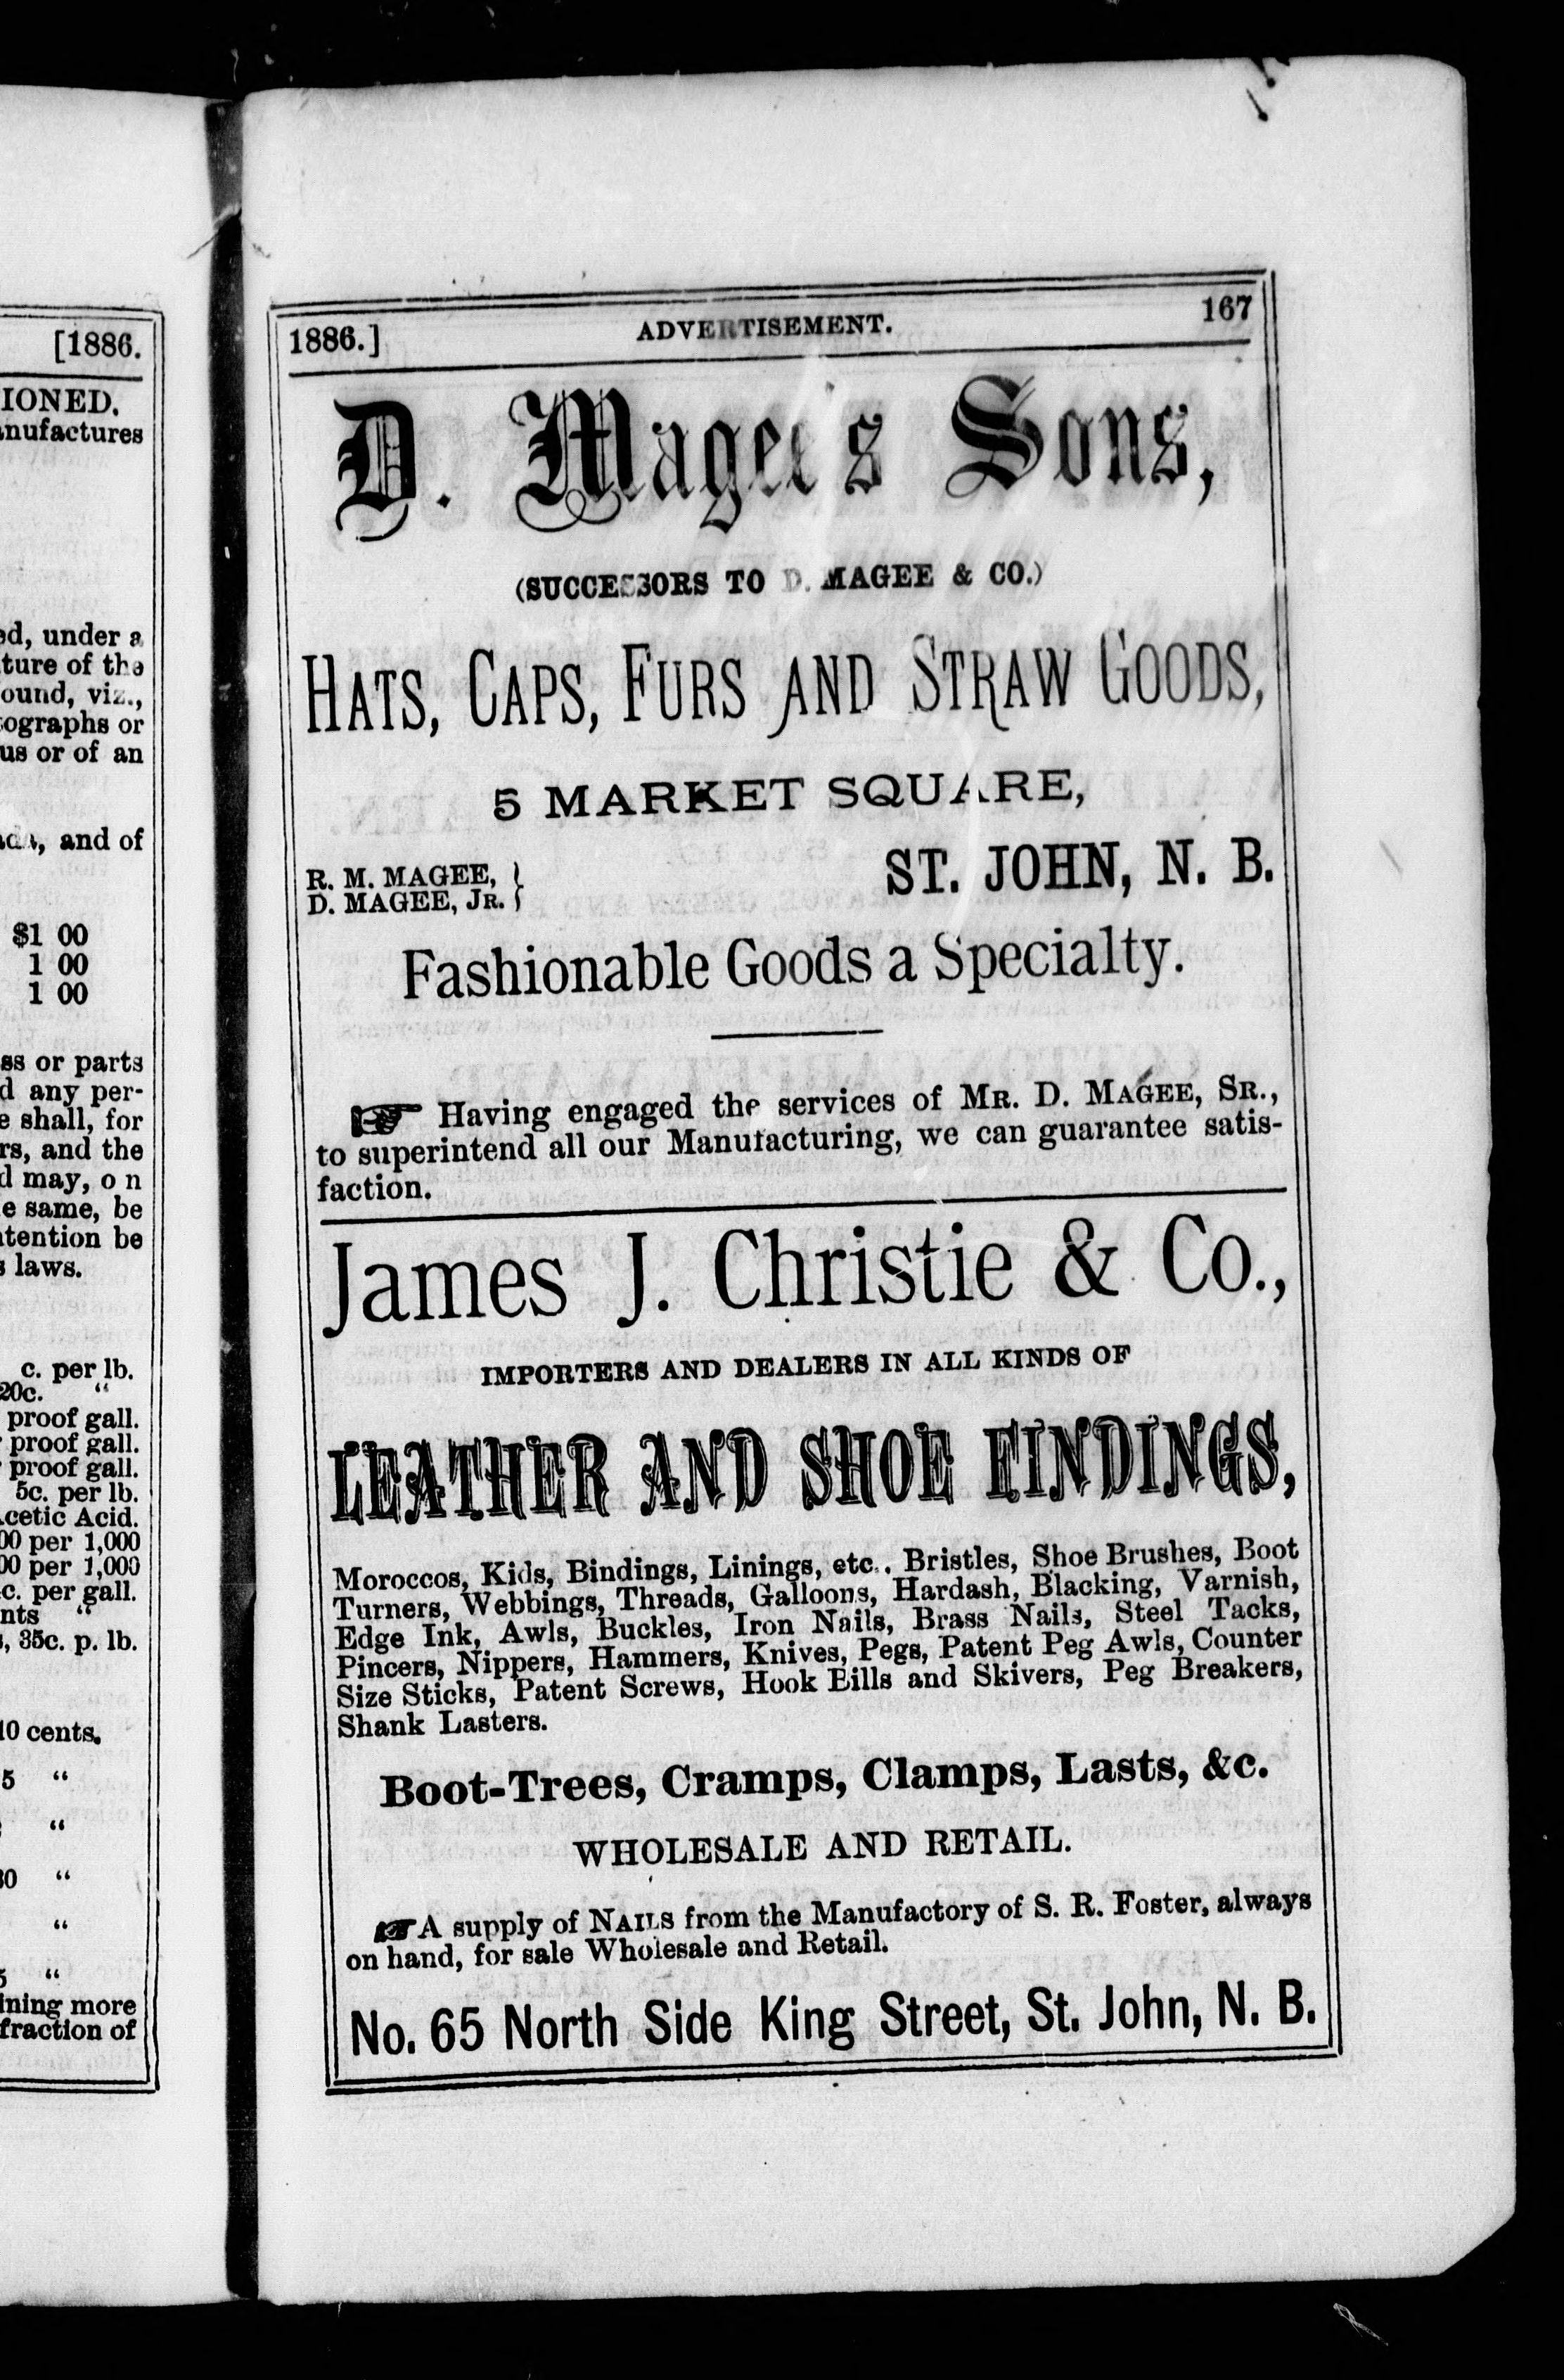 [1886.
IONED.
nufactures
ed, under a
ture of the
ound, viz.,
tographs or
us or of an
and of
$1 00
1 00
1 00
ss or parts
d any per-
e shall, for
rs, and the
d may, on
e same, be
tention be
s laws.
c. per lb.
20c. "
proof gall.
proof gall.
proof gall.
5c. per lb.
cetic Acid.
00 per 1,000
00 per 1,000
c. per gall.
nts "
, 35c. p. lb.
10 cents.
5 "
"
30 "
"
5 "
ining more
fraction of
1886.] ADVERTISEMENT. 167
D. Magee's Sons,
(SUCCESSORS TO D. MAGEE & CO.)
HATS, CAPS, FURS AND STRAW GOODS,
5 MARKET SQUARE,
ST. JOHN, N. B.
R. M. MAGEE, }
D. MAGEE, JR. }
Fashionable Goods a Specialty.
☞ Having engaged the services of MR. D. MAGEE, SR.,
to superintend all our Manufacturing, we can guarantee satis-
faction.
James J. Christie & Co.,
IMPORTERS AND DEALERS IN ALL KINDS OF
LEATHER AND SHOE FINDINGS,
Moroccos, Kids, Bindings, Linings, etc., Bristles, Shoe Brushes, Boot
Turners, Webbings, Threads, Galloons, Hardash, Blacking, Varnish,
Edge Ink, Awls, Buckles, Iron Nails, Brass Nails, Steel Tacks,
Pincers, Nippers, Hammers, Knives, Pegs, Patent Peg Awls, Counter
Size Sticks, Patent Screws, Hook Bills and Skivers, Peg Breakers,
Shank Lasters.
Boot-Trees, Cramps, Clamps, Lasts, &c.
WHOLESALE AND RETAIL.
☞ A supply of NAILS from the Manufactory of S. R. Foster, always
on hand, for sale Wholesale and Retail.
No. 65 North Side King Street, St. John, N. B.